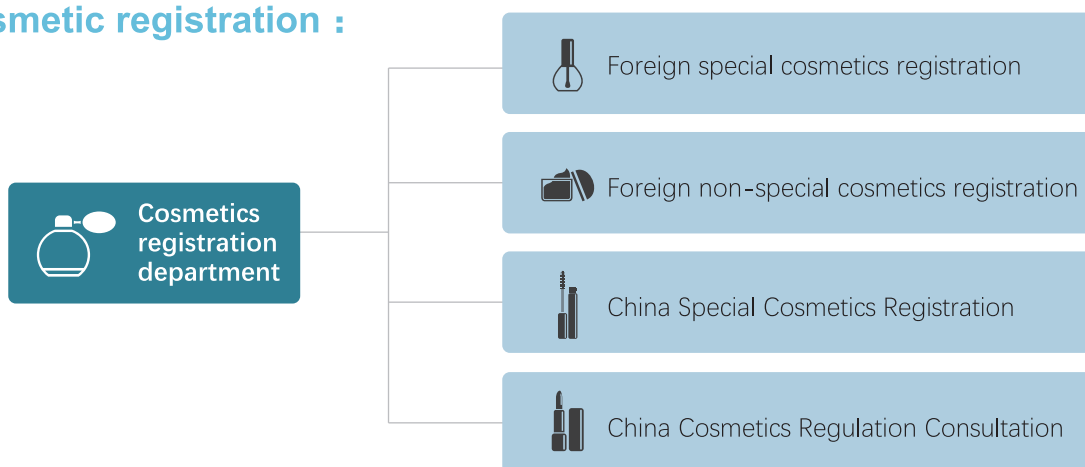 smetic registration：
Foreign special cosmetics registration
Foreign non-special cosmetics registration
Cosmetics
registration
department
China Special Cosmetics Registration
China Cosmetics Regulation Consultation